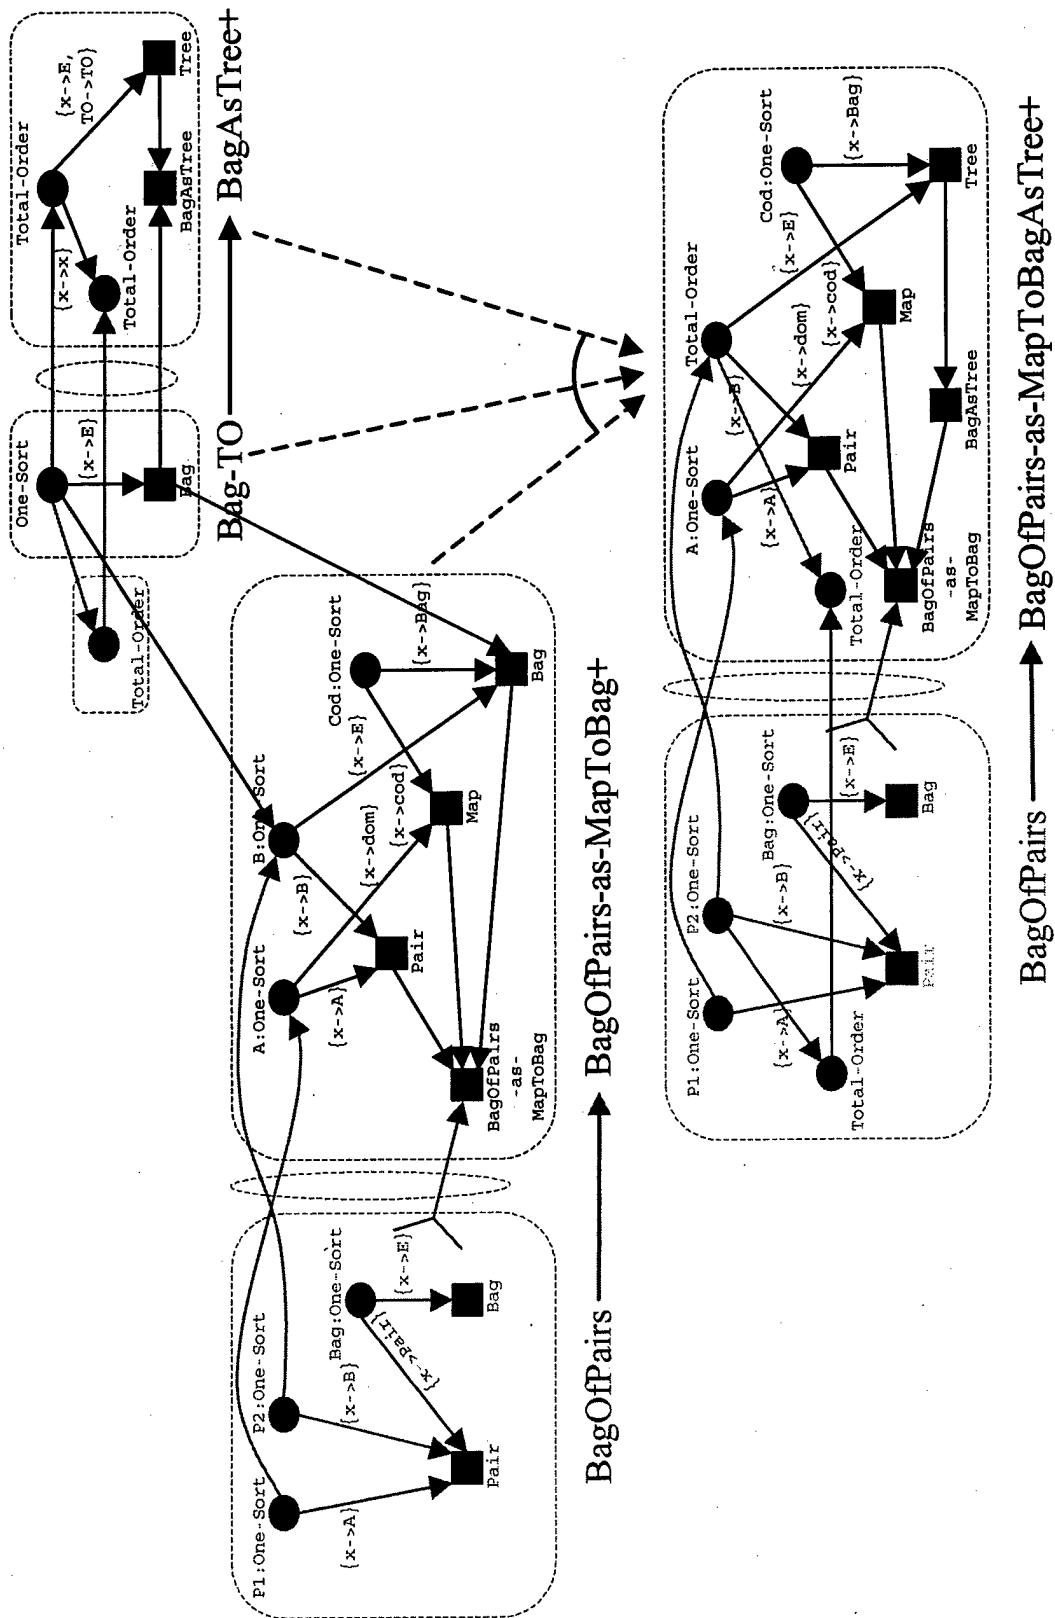 One-Sort
{x->E}
Bag
Total-Order
Total-Order
{x->x}
Total-Order
{x->E,
TO->TO}
BagAsTree
Tree
Bag-TO
BagAsTree+
P1:One-Sort
P2:One-Sort
{x->A}
{x->B}
Bag:One-Sort
{x->Pair}
{x->E}
Pair
Bag
A:One-Sort
B:One-Sort
{x->A}
{x->B}
Pair
{x->dom}
{x->cod}
{x->E}
Cod:One-Sort
{x->Bag}
Map
Bag
BagOfPairs
-as-
MapToBag
BagOfPairs
BagOfPairs-as-MapToBag+
P1:One-Sort
P2:One-Sort
{x->A}
{x->B}
Bag:One-Sort
{x->Pair}
{x->E}
Total-Order
Pair
Bag
A:One-Sort
Total-Order
{x->A}
{x->B}
Pair
{x->dom}
{x->cod}
{x->E}
Cod:One-Sort
{x->Bag}
Map
Total-Order
BagOfPairs
-as-
MapToBag
BagAsTree
Tree
BagOfPairs
BagOfPairs-as-MapToBagAsTree+